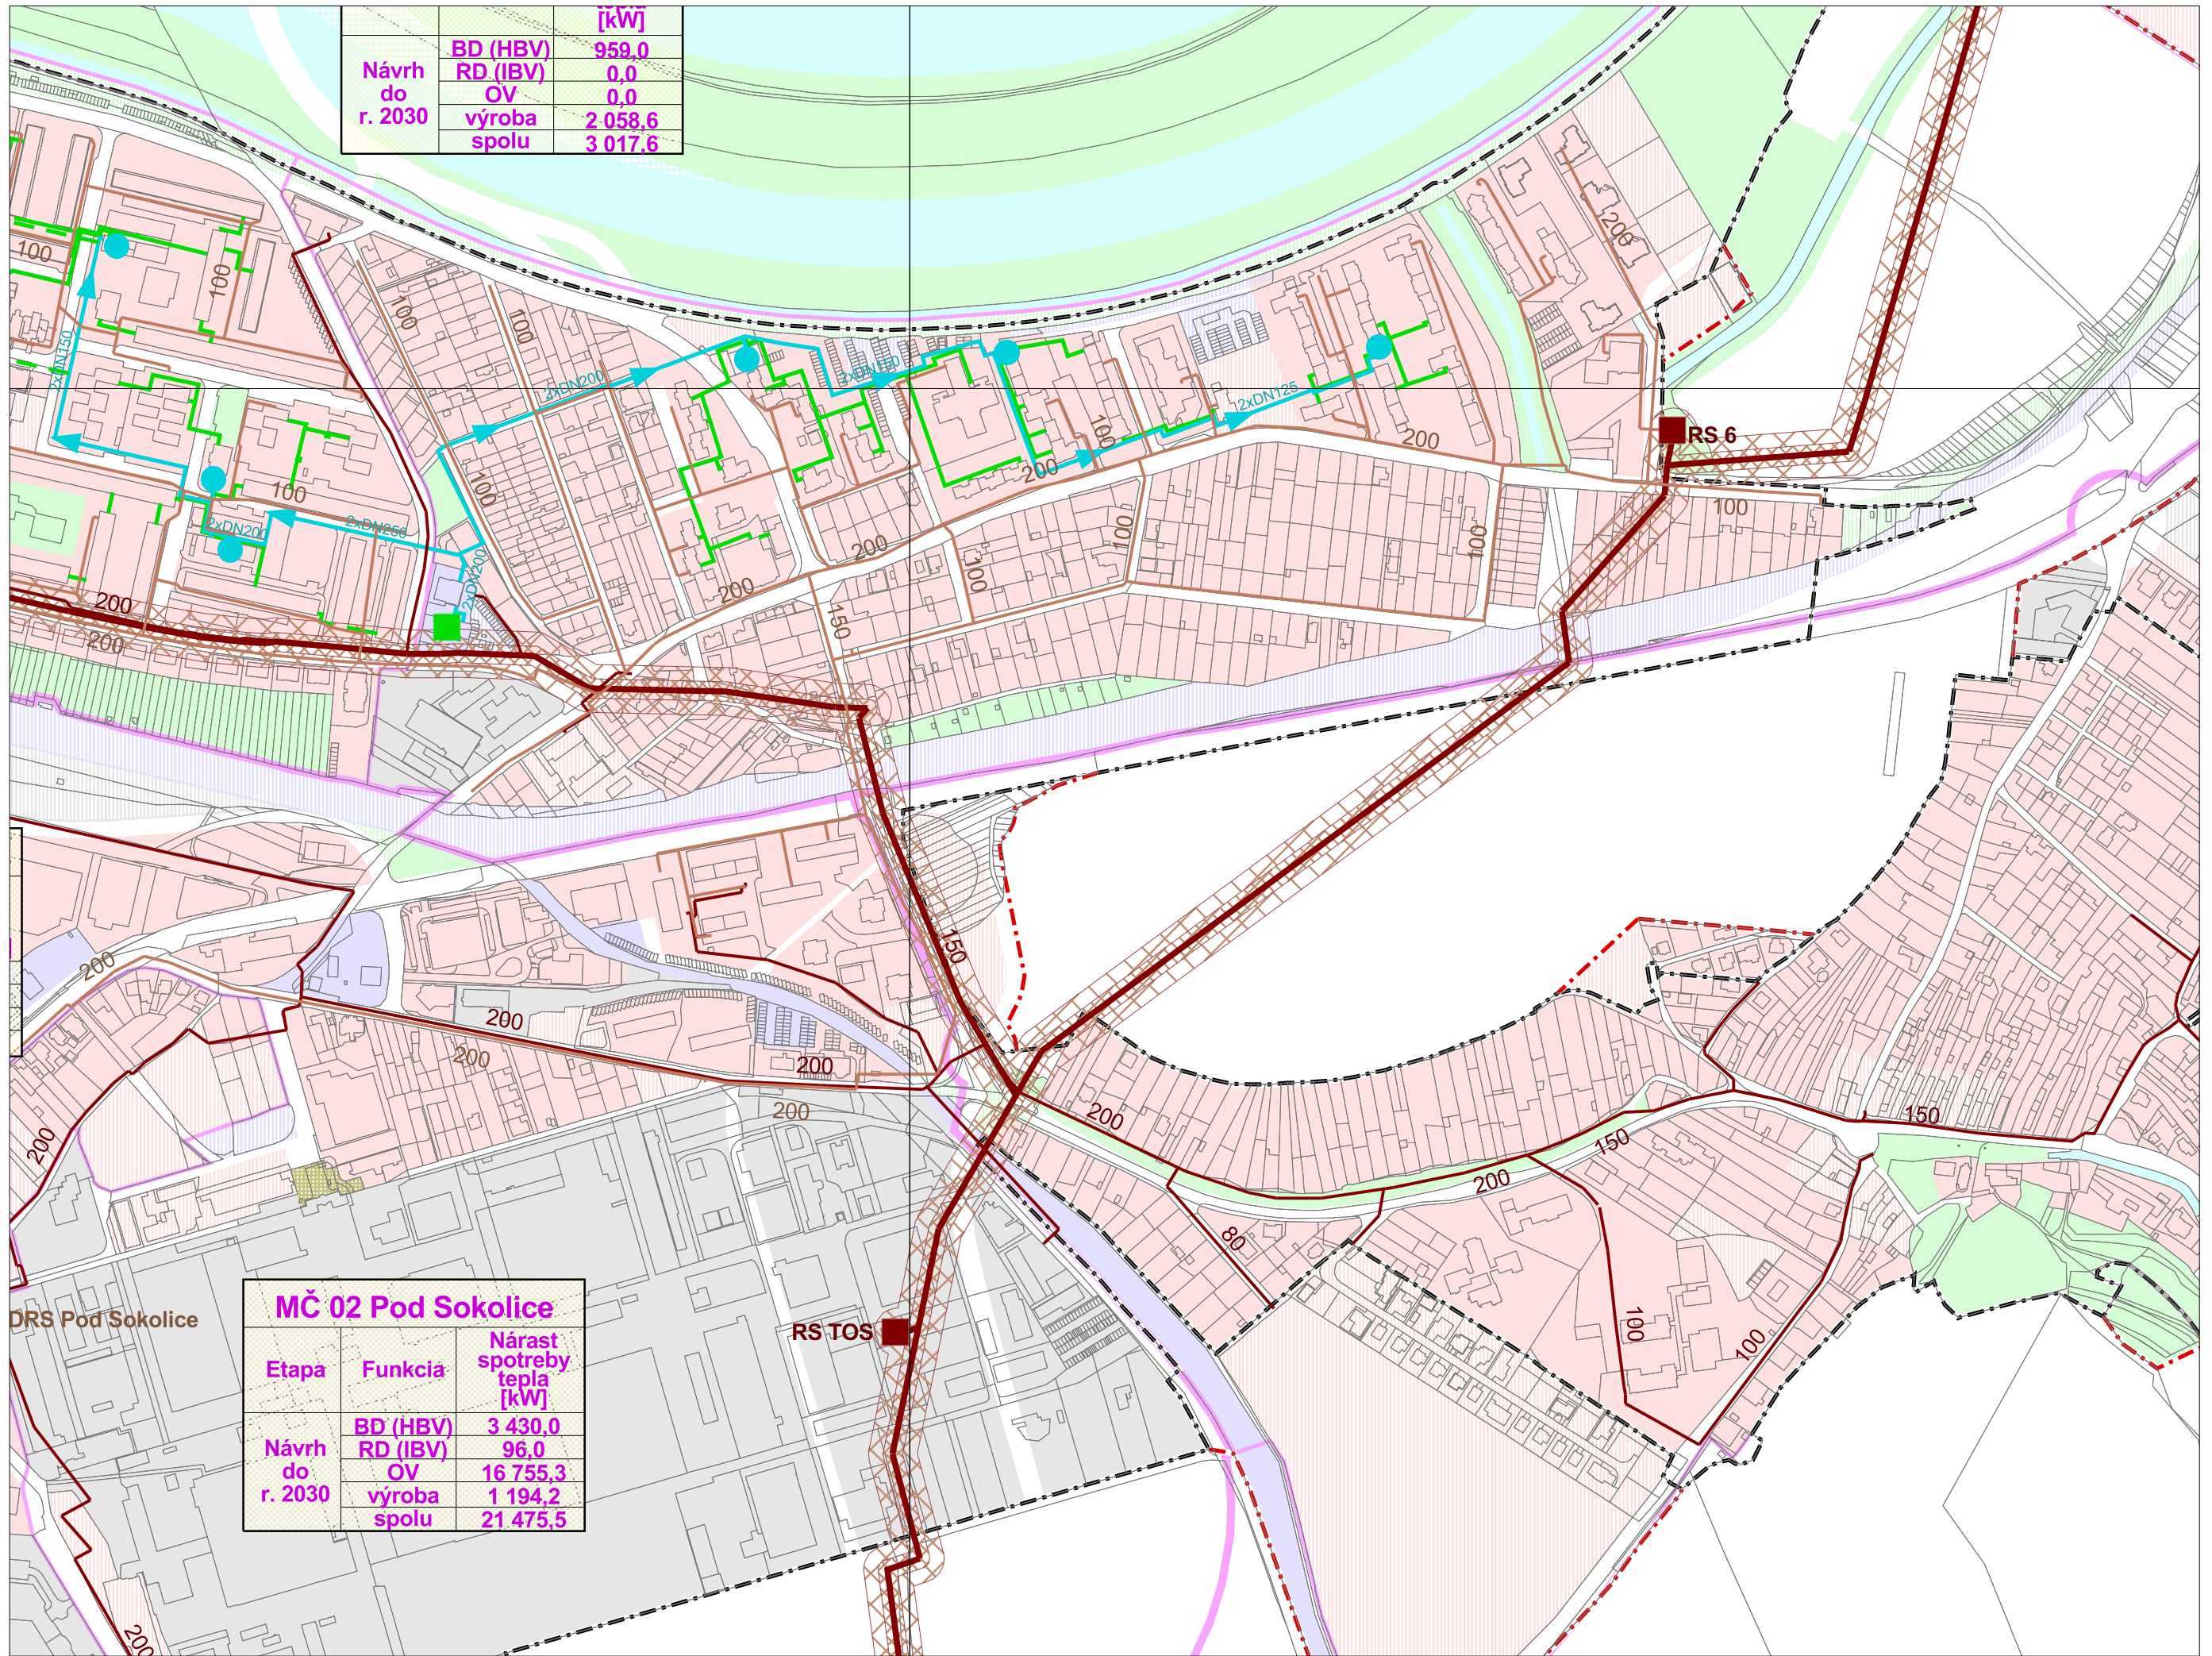 [kW]
BD (HBV) 959,0
RD (IBV) 0,0
OV 0,0
výroba 2 058,6
spolu 3 017,6
Návrh
do
r. 2030
100
100
2xDN150
100
100
200
2xDN200
2xDN150
2xDN125
100
200
200
RS 6
100
100
100
2xDN200
2xDN250
2xDN200
200
100
100
200
100
200
150
200
200
150
200
200
200
200
200
200
200
200
150
150
80
100
100
DRS Pod Sokolice
RS TOS
MČ 02 Pod Sokolice
Etapa
Funkcia
Nárast
spotreby
tepla
[kW]
BD (HBV) 3 430,0
RD (IBV) 96,0
OV 16 755,3
výroba 1 194,2
spolu 21 475,5
Návrh
do
r. 2030
200